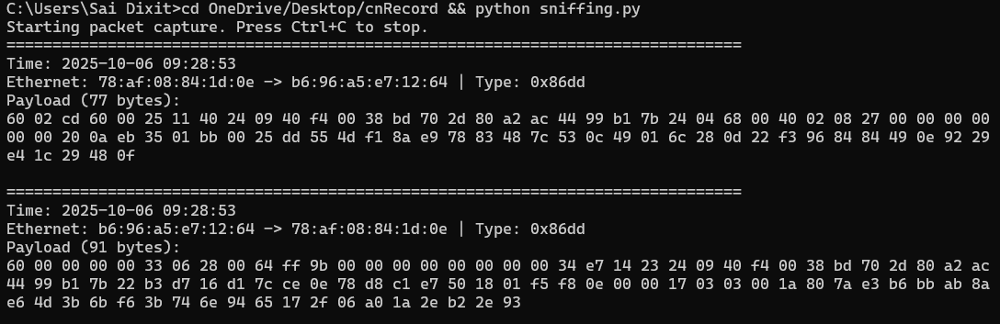 C:\Users\Sai Dixit>cd OneDrive/Desktop/cnRecord && python sniffing.py
Starting packet capture. Press Ctrl+C to stop.
================================================================================
Time: 2025-10-06 09:28:53
Ethernet: 78:af:08:84:1d:0e -> b6:96:a5:e7:12:64 | Type: 0x86dd
Payload (77 bytes):
60 02 cd 60 00 25 11 40 24 09 40 f4 00 38 bd 70 2d 80 a2 ac 44 99 b1 7b 24 04 68 00 40 02 08 27 00 00 00 00
00 00 20 0a eb 35 01 bb 00 25 dd 55 4d f1 8a e9 78 83 48 7c 53 0c 49 01 6c 28 0d 22 f3 96 84 84 49 0e 92 29
e4 1c 29 48 0f
================================================================================
Time: 2025-10-06 09:28:53
Ethernet: b6:96:a5:e7:12:64 -> 78:af:08:84:1d:0e | Type: 0x86dd
Payload (91 bytes):
60 00 00 00 00 33 06 28 00 64 ff 9b 00 00 00 00 00 00 00 00 34 e7 14 23 24 09 40 f4 00 38 bd 70 2d 80 a2 ac
44 99 b1 7b 22 b3 d7 16 d1 7c ce 0e 78 d8 c1 e7 50 18 01 f5 f8 0e 00 00 17 03 03 00 1a 80 7a e3 b6 bb ab 8a
e6 4d 3b 6b f6 3b 74 6e 94 65 17 2f 06 a0 1a 2e b2 2e 93